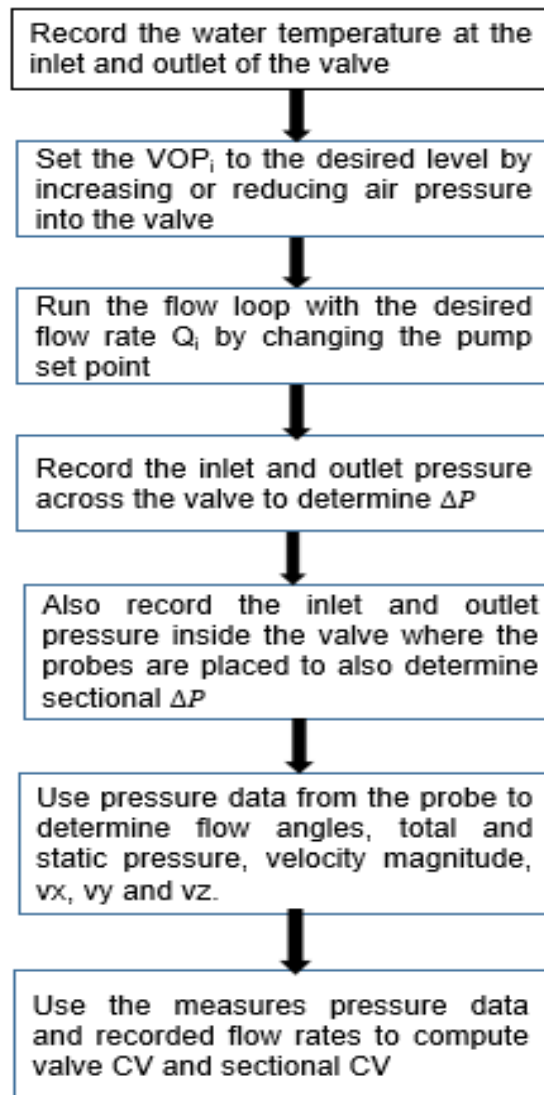 Record the water temperature at the
inlet and outlet of the valve
Set the VOPᵢ to the desired level by
increasing or reducing air pressure
into the valve
Run the flow loop with the desired
flow rate Qᵢ by changing the pump
set point
Record the inlet and outlet pressure
across the valve to determine ΔP
Also record the inlet and outlet
pressure inside the valve where the
probes are placed to also determine
sectional ΔP
Use pressure data from the probe to
determine flow angles, total and
static pressure, velocity magnitude,
vx, vy and vz.
Use the measures pressure data
and recorded flow rates to compute
valve CV and sectional CV